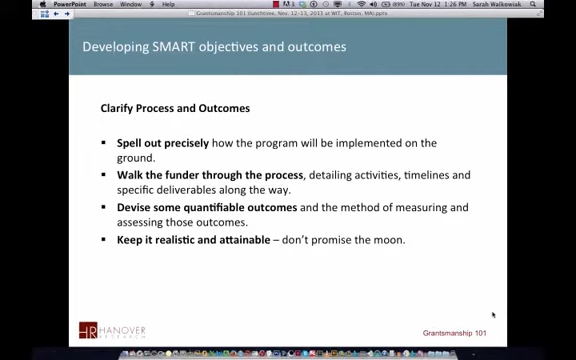 PowerPoint Browse Window Help Tue Nov 12 1:26 PM Sarah Walkowiak
Grantsmanship 101 (lunchtime, Nov. 12-13, 2013 at WIT, Boston, MA).pptx
Developing SMART objectives and outcomes
Clarify Process and Outcomes
▪ Spell out precisely how the program will be implemented on the
ground.
▪ Walk the funder through the process, detailing activities, timelines and
specific deliverables along the way.
▪ Devise some quantifiable outcomes and the method of measuring and
assessing those outcomes.
▪ Keep it realistic and attainable – don't promise the moon.
HR HANOVER
RESEARCH
Grantsmanship 101